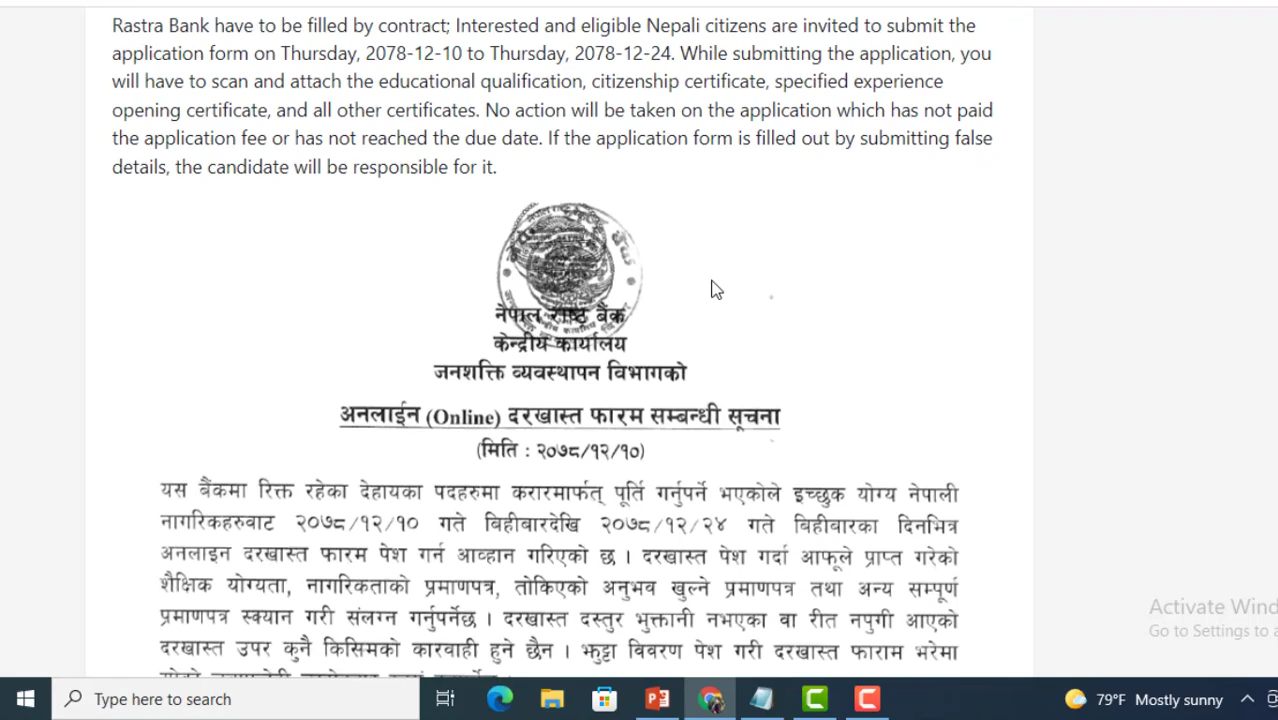 Rastra Bank have to be filled by contract; Interested and eligible Nepali citizens are invited to submit the
application form on Thursday, 2078-12-10 to Thursday, 2078-12-24. While submitting the application, you
will have to scan and attach the educational qualification, citizenship certificate, specified experience
opening certificate, and all other certificates. No action will be taken on the application which has not paid
the application fee or has not reached the due date. If the application form is filled out by submitting false
details, the candidate will be responsible for it.
नेपाल राष्ट्र बैंक
केन्द्रीय कार्यालय
जनशक्ति व्यवस्थापन विभागको
अनलाईन (Online) दरखास्त फारम सम्बन्धी सूचना
(मिति : २०७८/१२/१०)
यस बैंकमा रिक्त रहेका देहायका पदहरुमा करारमार्फत् पूर्ति गर्नुपर्ने भएकोले इच्छुक योग्य नेपाली
नागरिकहरुवाट २०७८/१२/१० गते बिहीबारदेखि २०७८/१२/२४ गते बिहीबारका दिनभित्र
अनलाइन दरखास्त फारम पेश गर्न आव्हान गरिएको छ । दरखास्त पेश गर्दा आफूले प्राप्त गरेको
शैक्षिक योग्यता, नागरिकताको प्रमाणपत्र, तोकिएको अनुभव खुल्ने प्रमाणपत्र तथा अन्य सम्पूर्ण
प्रमाणपत्र स्क्यान गरी संलग्न गर्नुपर्नेछ । दरखास्त दस्तुर भुक्तानी नभएका वा रीत नपुगी आएको
दरखास्त उपर कुनै किसिमको कारवाही हुने छैन । झुट्टा विवरण पेश गरी दरखास्त फाराम भरेमा
Activate Wind
Go to Settings to a
Type here to search
79°F Mostly sunny